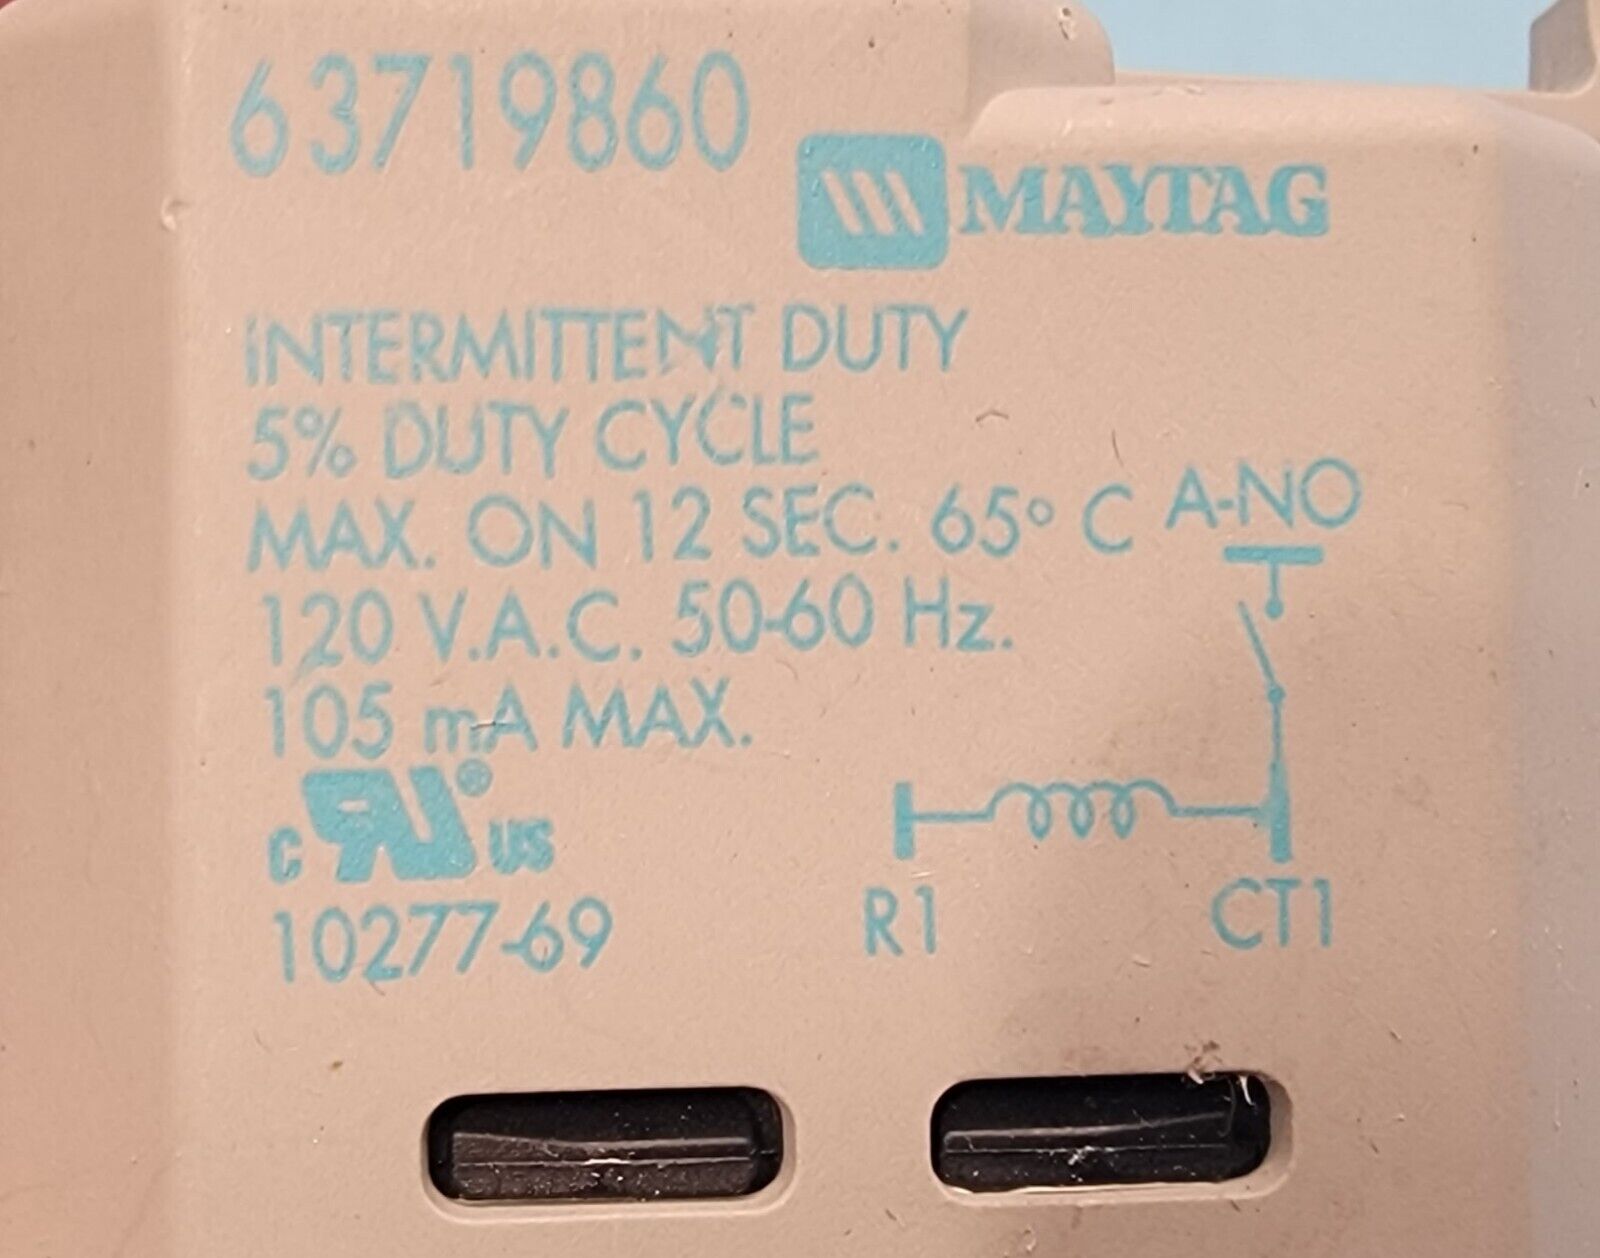 63719860
MAYTAG
INTERMITTENT DUTY
5% DUTY CYCLE
MAX. ON 12 SEC. 65° C
120 V.A.C. 50-60 Hz.
105 mA MAX.
C RU® US
10277-69
A-NO
R1
CT1